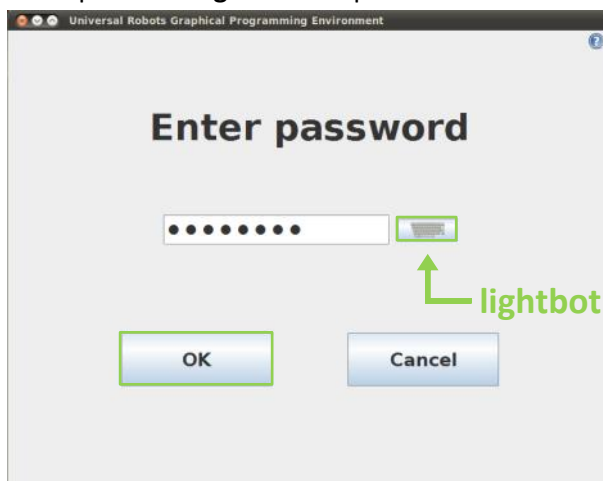 Universal Robots Graphical Programming Environment
Enter password
lightbot
OK
Cancel